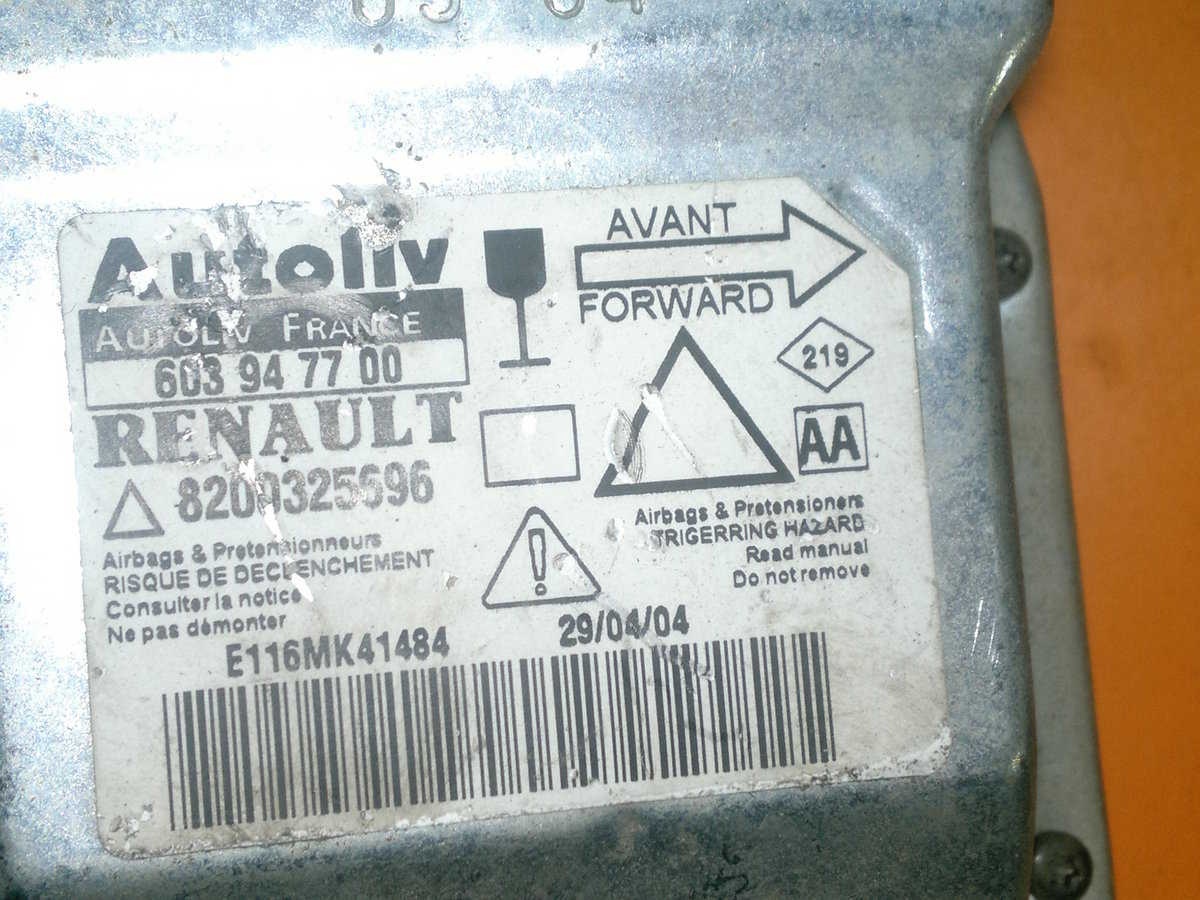 Autoliv
AUTOLIV FRANCE
603 94 77 00
RENAULT
8200325696
Airbags & Pretensionneurs
RISQUE DE DECLENCHEMENT
Consulter la notice
Ne pas démonter
AVANT
FORWARD
219
AA
Airbags & Pretensioners
TRIGERRING HAZARD
Read manual
Do not remove
E116MK41484
29/04/04